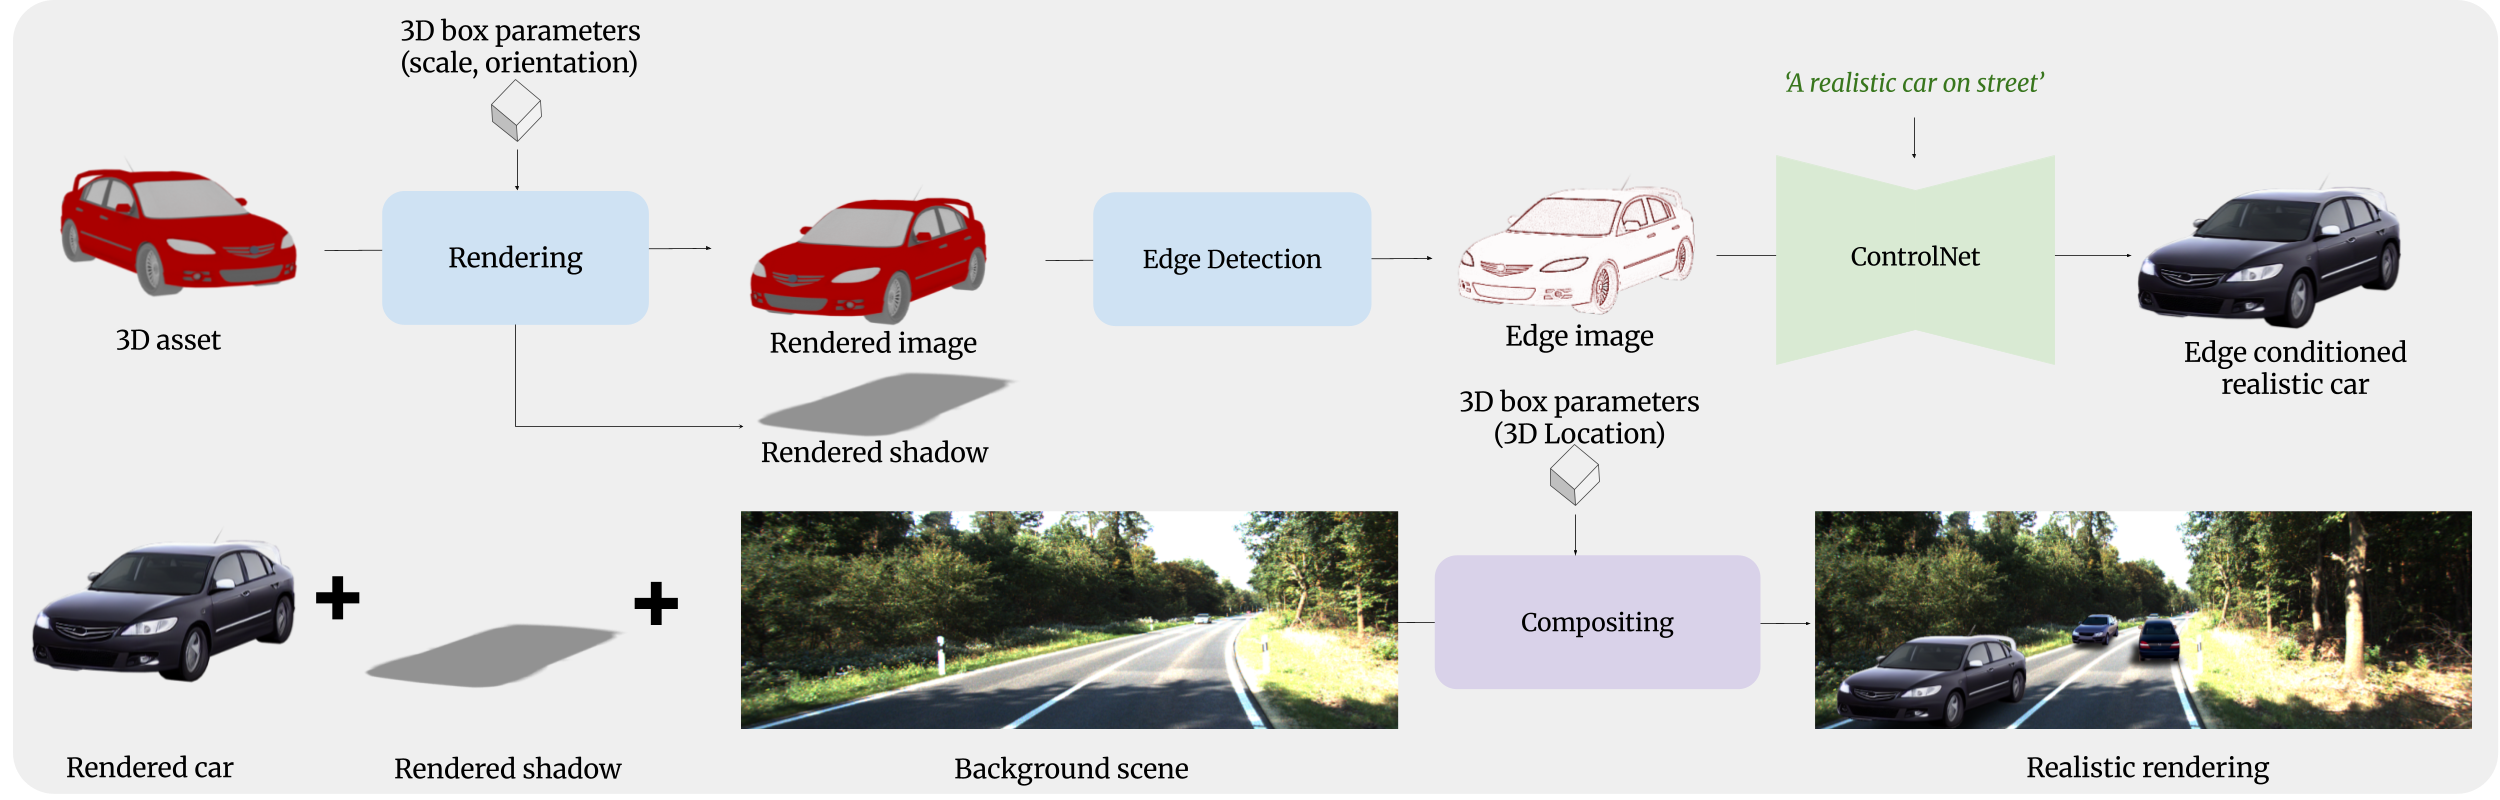 3D box parameters
(scale, orientation)
‘A realistic car on street’
Rendering
Edge Detection
ControlNet
3D asset
Rendered image
Edge image
Edge conditioned
realistic car
Rendered shadow
3D box parameters
(3D Location)
Compositing
Rendered car
Rendered shadow
Background scene
Realistic rendering